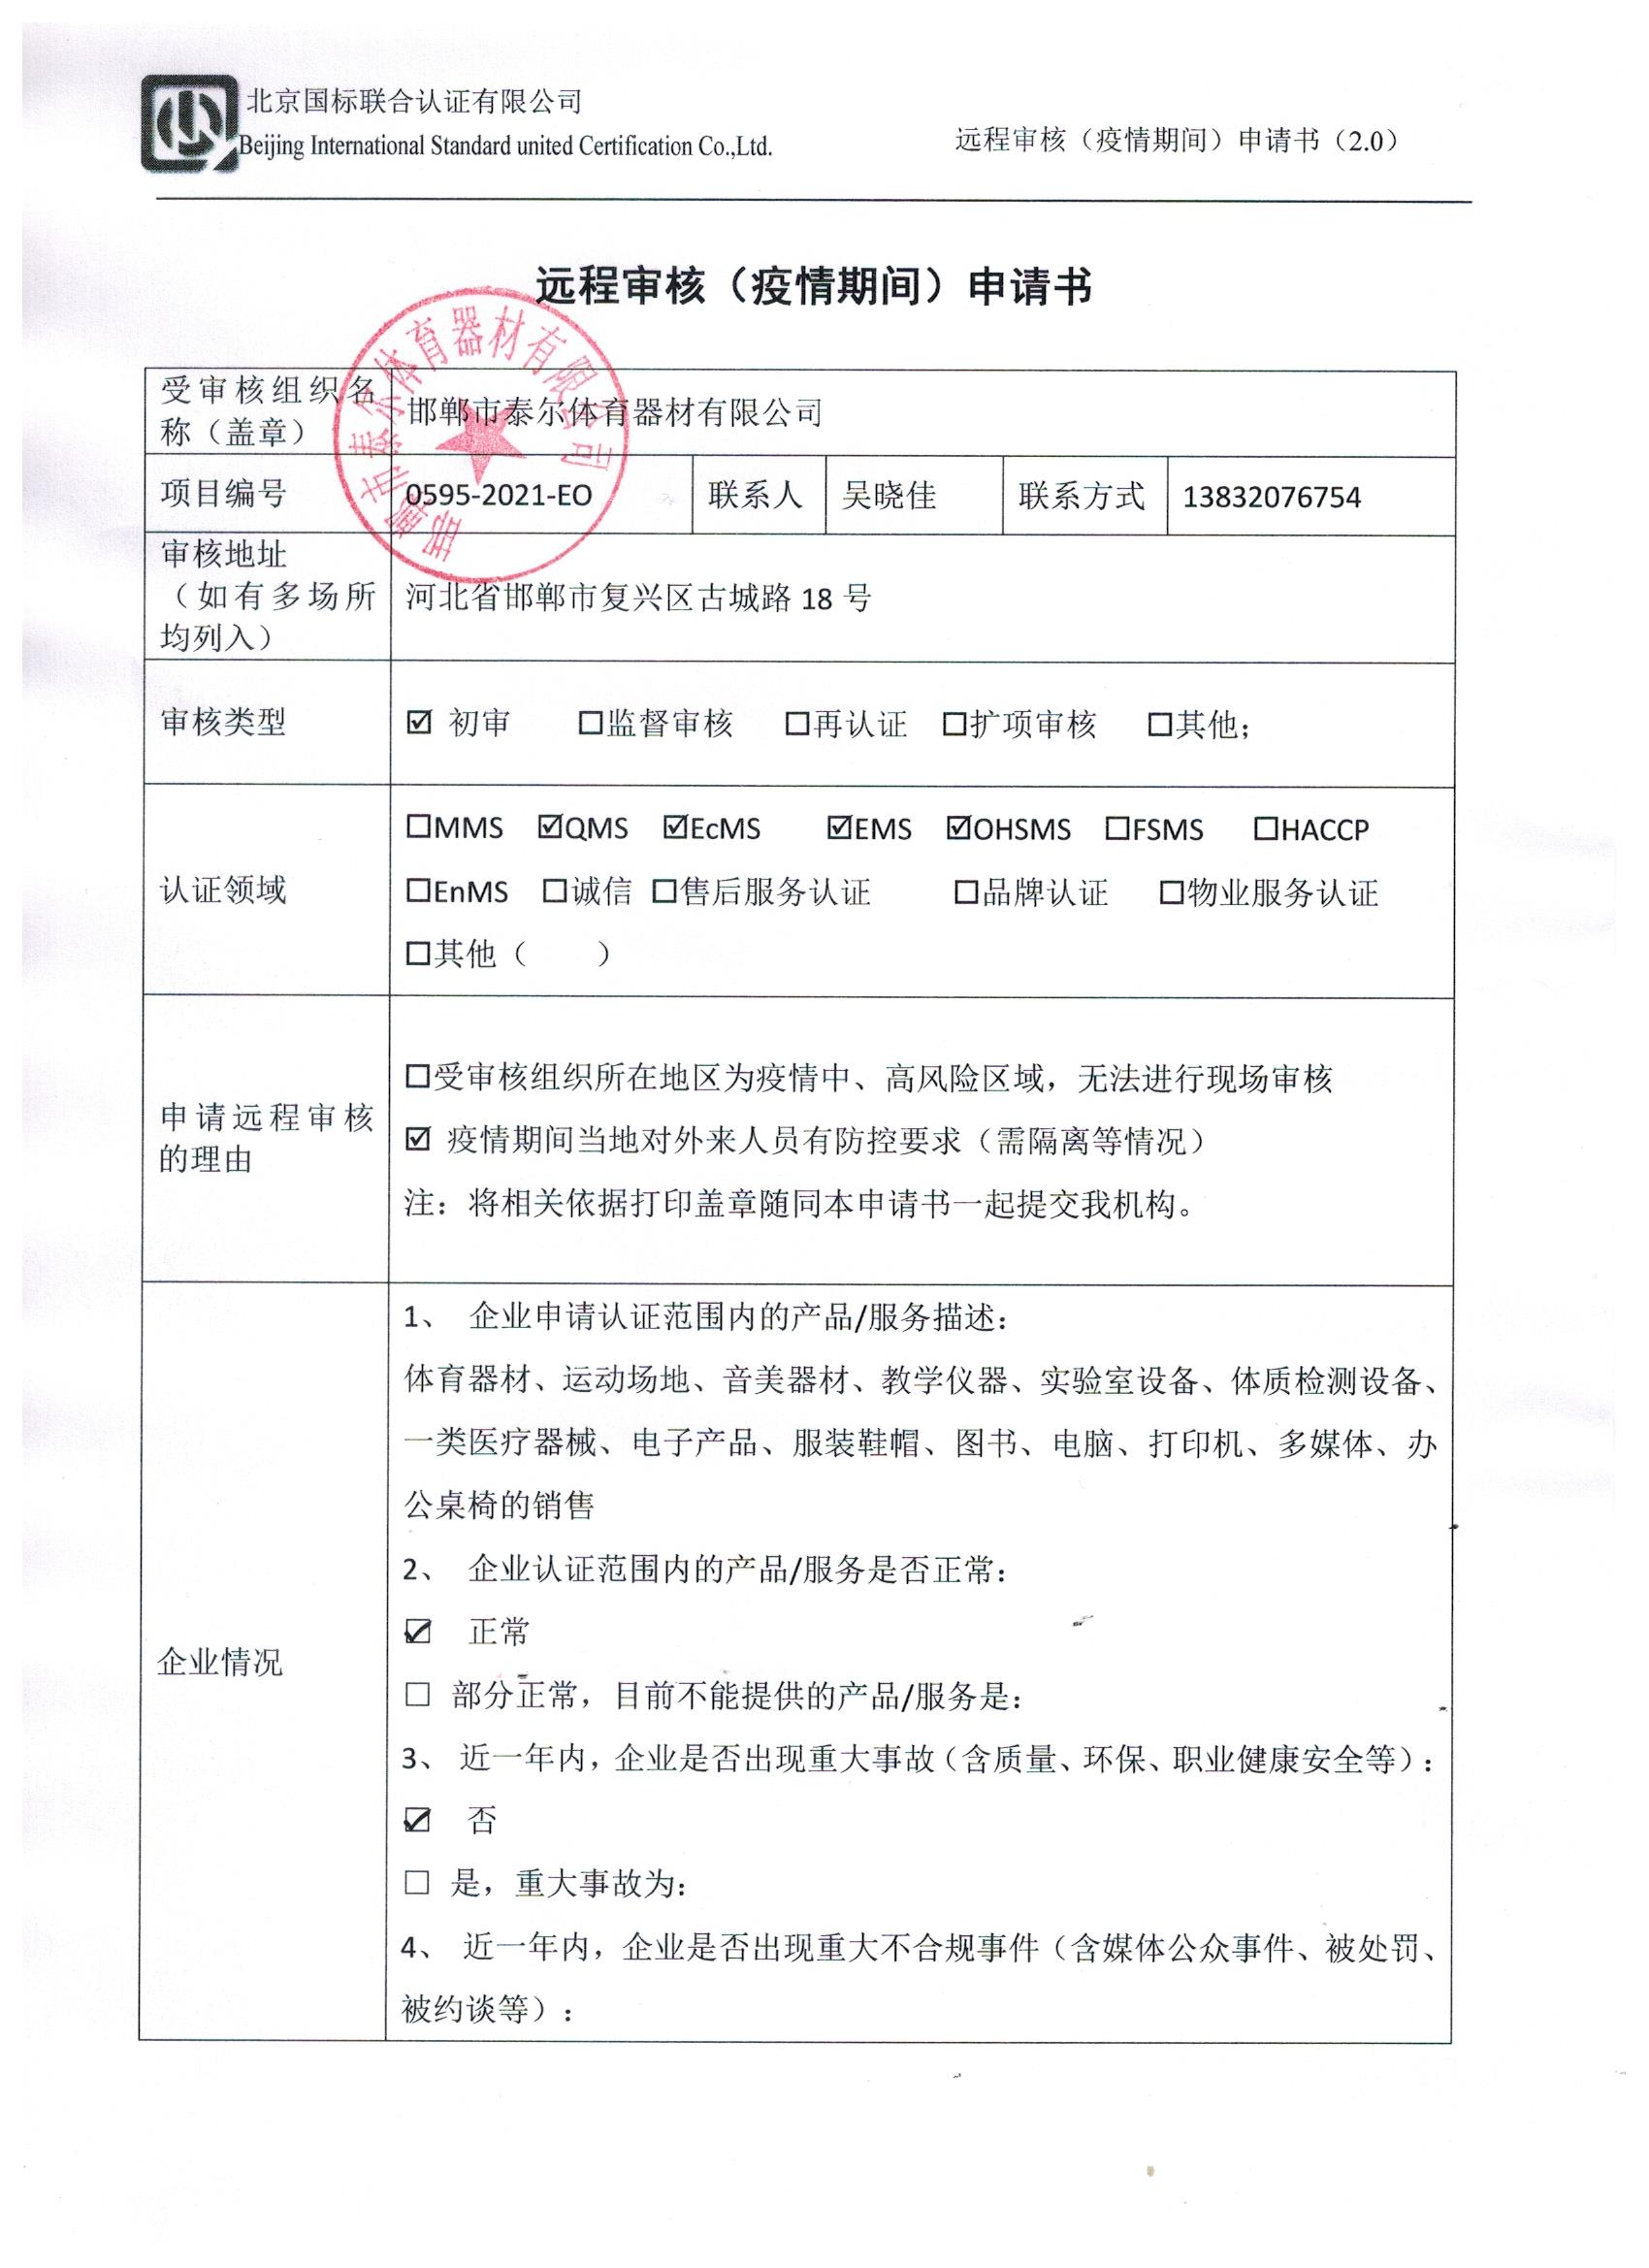 北京国标联合认证有限公司
Beijing International Standard united Certification Co.,Ltd.
远程审核（疫情期间）申请书（2.0）
远程审核（疫情期间）申请书
受审核组织名
称（盖章）
邯郸市泰尔体育器材有限公司
邯郸市泰尔体育器材有限公司
项目编号
0595-2021-EO
联系人
吴晓佳
联系方式
13832076754
审核地址
（如有多场所
均列入）
河北省邯郸市复兴区古城路 18 号
审核类型
☑ 初审 ☐监督审核 ☐再认证 ☐扩项审核 ☐其他；
认证领域
☐MMS ☑QMS ☑EcMS ☑EMS ☑OHSMS ☐FSMS ☐HACCP
☐EnMS ☐诚信 ☐售后服务认证 ☐品牌认证 ☐物业服务认证
☐其他（ ）
申请远程审核
的理由
☐受审核组织所在地区为疫情中、高风险区域，无法进行现场审核
☑ 疫情期间当地对外来人员有防控要求（需隔离等情况）
注：将相关依据打印盖章随同本申请书一起提交我机构。
企业情况
1、 企业申请认证范围内的产品/服务描述：
体育器材、运动场地、音美器材、教学仪器、实验室设备、体质检测设备、
一类医疗器械、电子产品、服装鞋帽、图书、电脑、打印机、多媒体、办
公桌椅的销售
2、 企业认证范围内的产品/服务是否正常：
☑ 正常
☐ 部分正常，目前不能提供的产品/服务是：
3、 近一年内，企业是否出现重大事故（含质量、环保、职业健康安全等）：
☑ 否
☐ 是，重大事故为：
4、 近一年内，企业是否出现重大不合规事件（含媒体公众事件、被处罚、
被约谈等）：